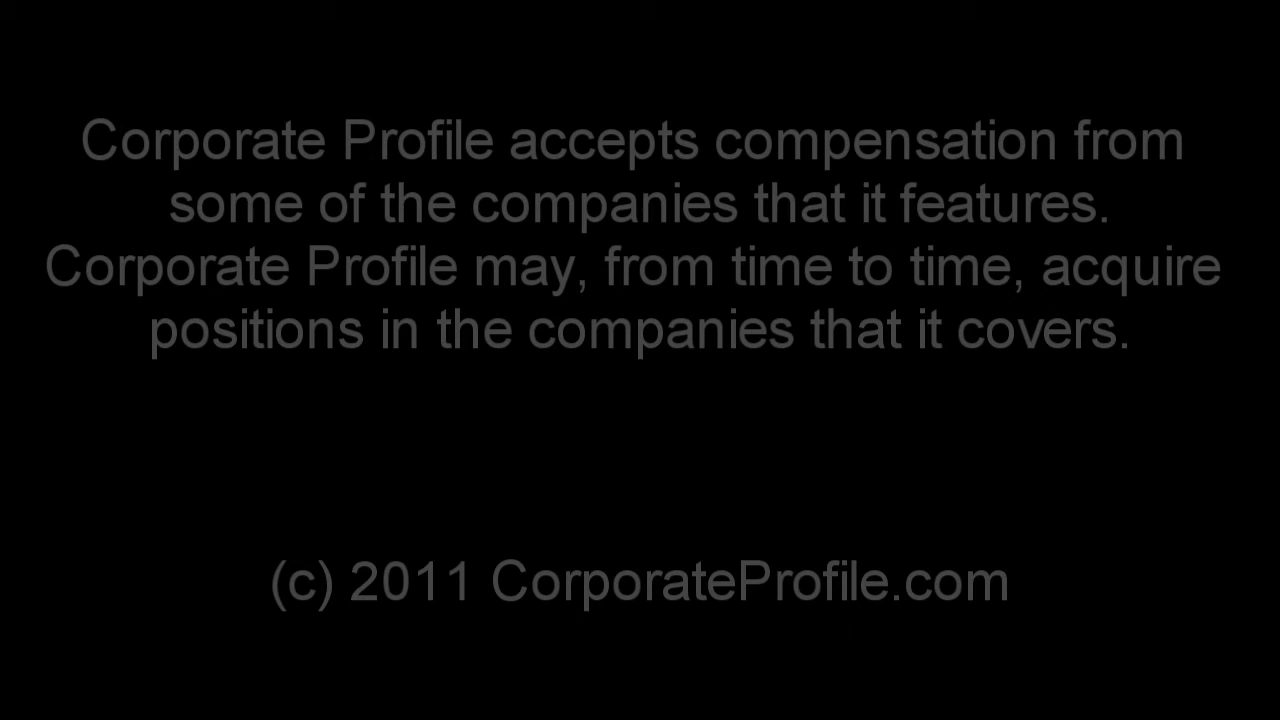 Corporate Profile accepts compensation from
some of the companies that it features.
Corporate Profile may, from time to time, acquire
positions in the companies that it covers.
(c) 2011 CorporateProfile.com